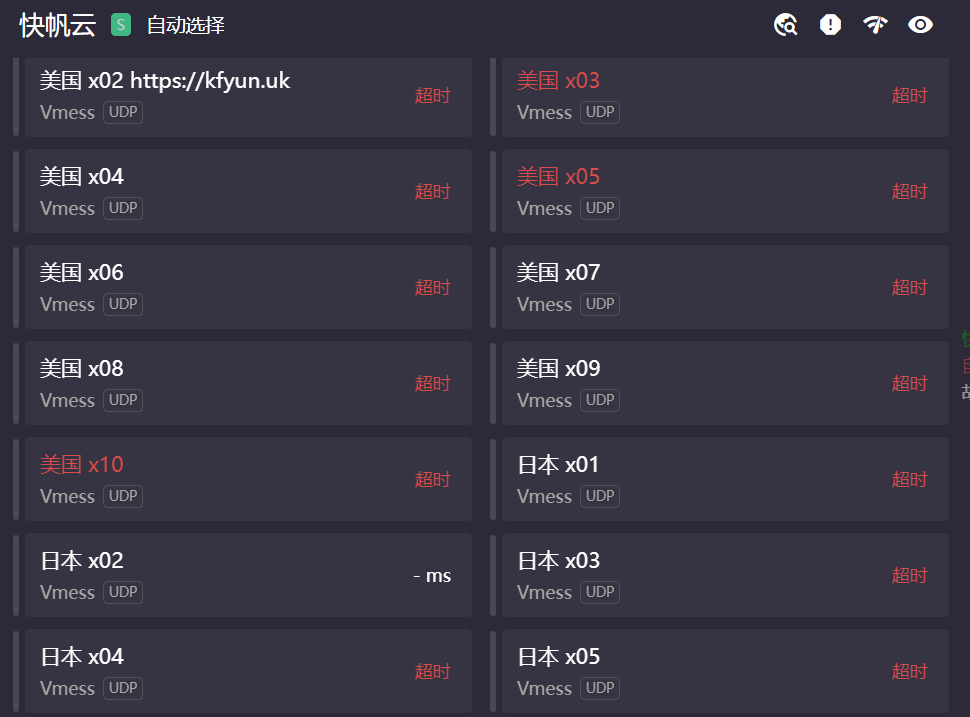 快帆云 S 自动选择
美国 x02 https://kfyun.uk
Vmess UDP
超时
美国 x03
Vmess UDP
超时
美国 x04
Vmess UDP
超时
美国 x05
Vmess UDP
超时
美国 x06
Vmess UDP
超时
美国 x07
Vmess UDP
超时
美国 x08
Vmess UDP
超时
美国 x09
Vmess UDP
超时
美国 x10
Vmess UDP
超时
日本 x01
Vmess UDP
超时
日本 x02
Vmess UDP
- ms
日本 x03
Vmess UDP
超时
日本 x04
Vmess UDP
超时
日本 x05
Vmess UDP
超时